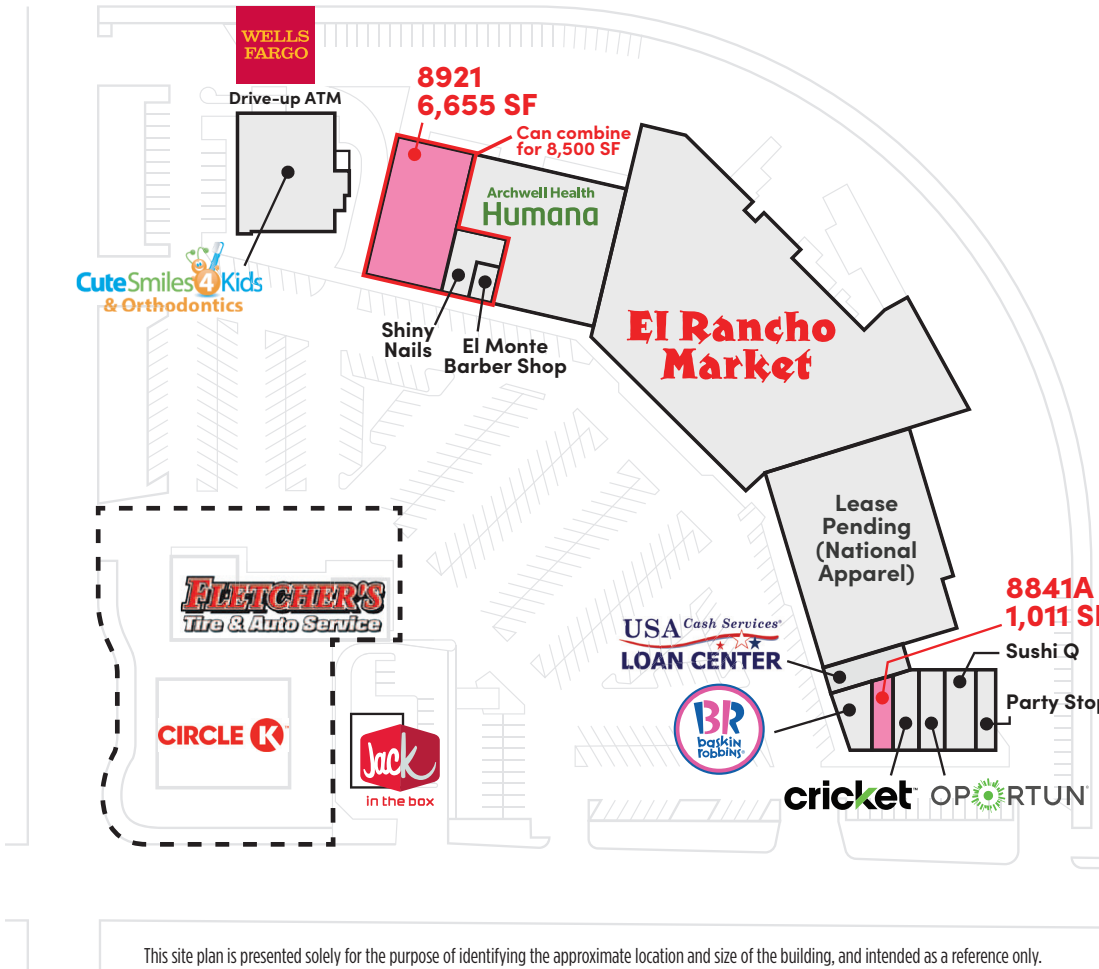 WELLS
FARGO
Drive-up ATM
8921
6,655 SF
Can combine
for 8,500 SF
Archwell Health
Humana
CuteSmiles4Kids
& Orthodontics
Shiny
Nails
El Monte
Barber Shop
El Rancho
Market
Lease
Pending
(National
Apparel)
FLETCHER'S
Tire & Auto Service
8841A
1,011 S
USA Cash Services
LOAN CENTER
Sushi Q
BR
baskin
robbins
Party Stop
CIRCLE K
Jack
in the box
cricket
OPORTUN
This site plan is presented solely for the purpose of identifying the approximate location and size of the building, and intended as a reference only.